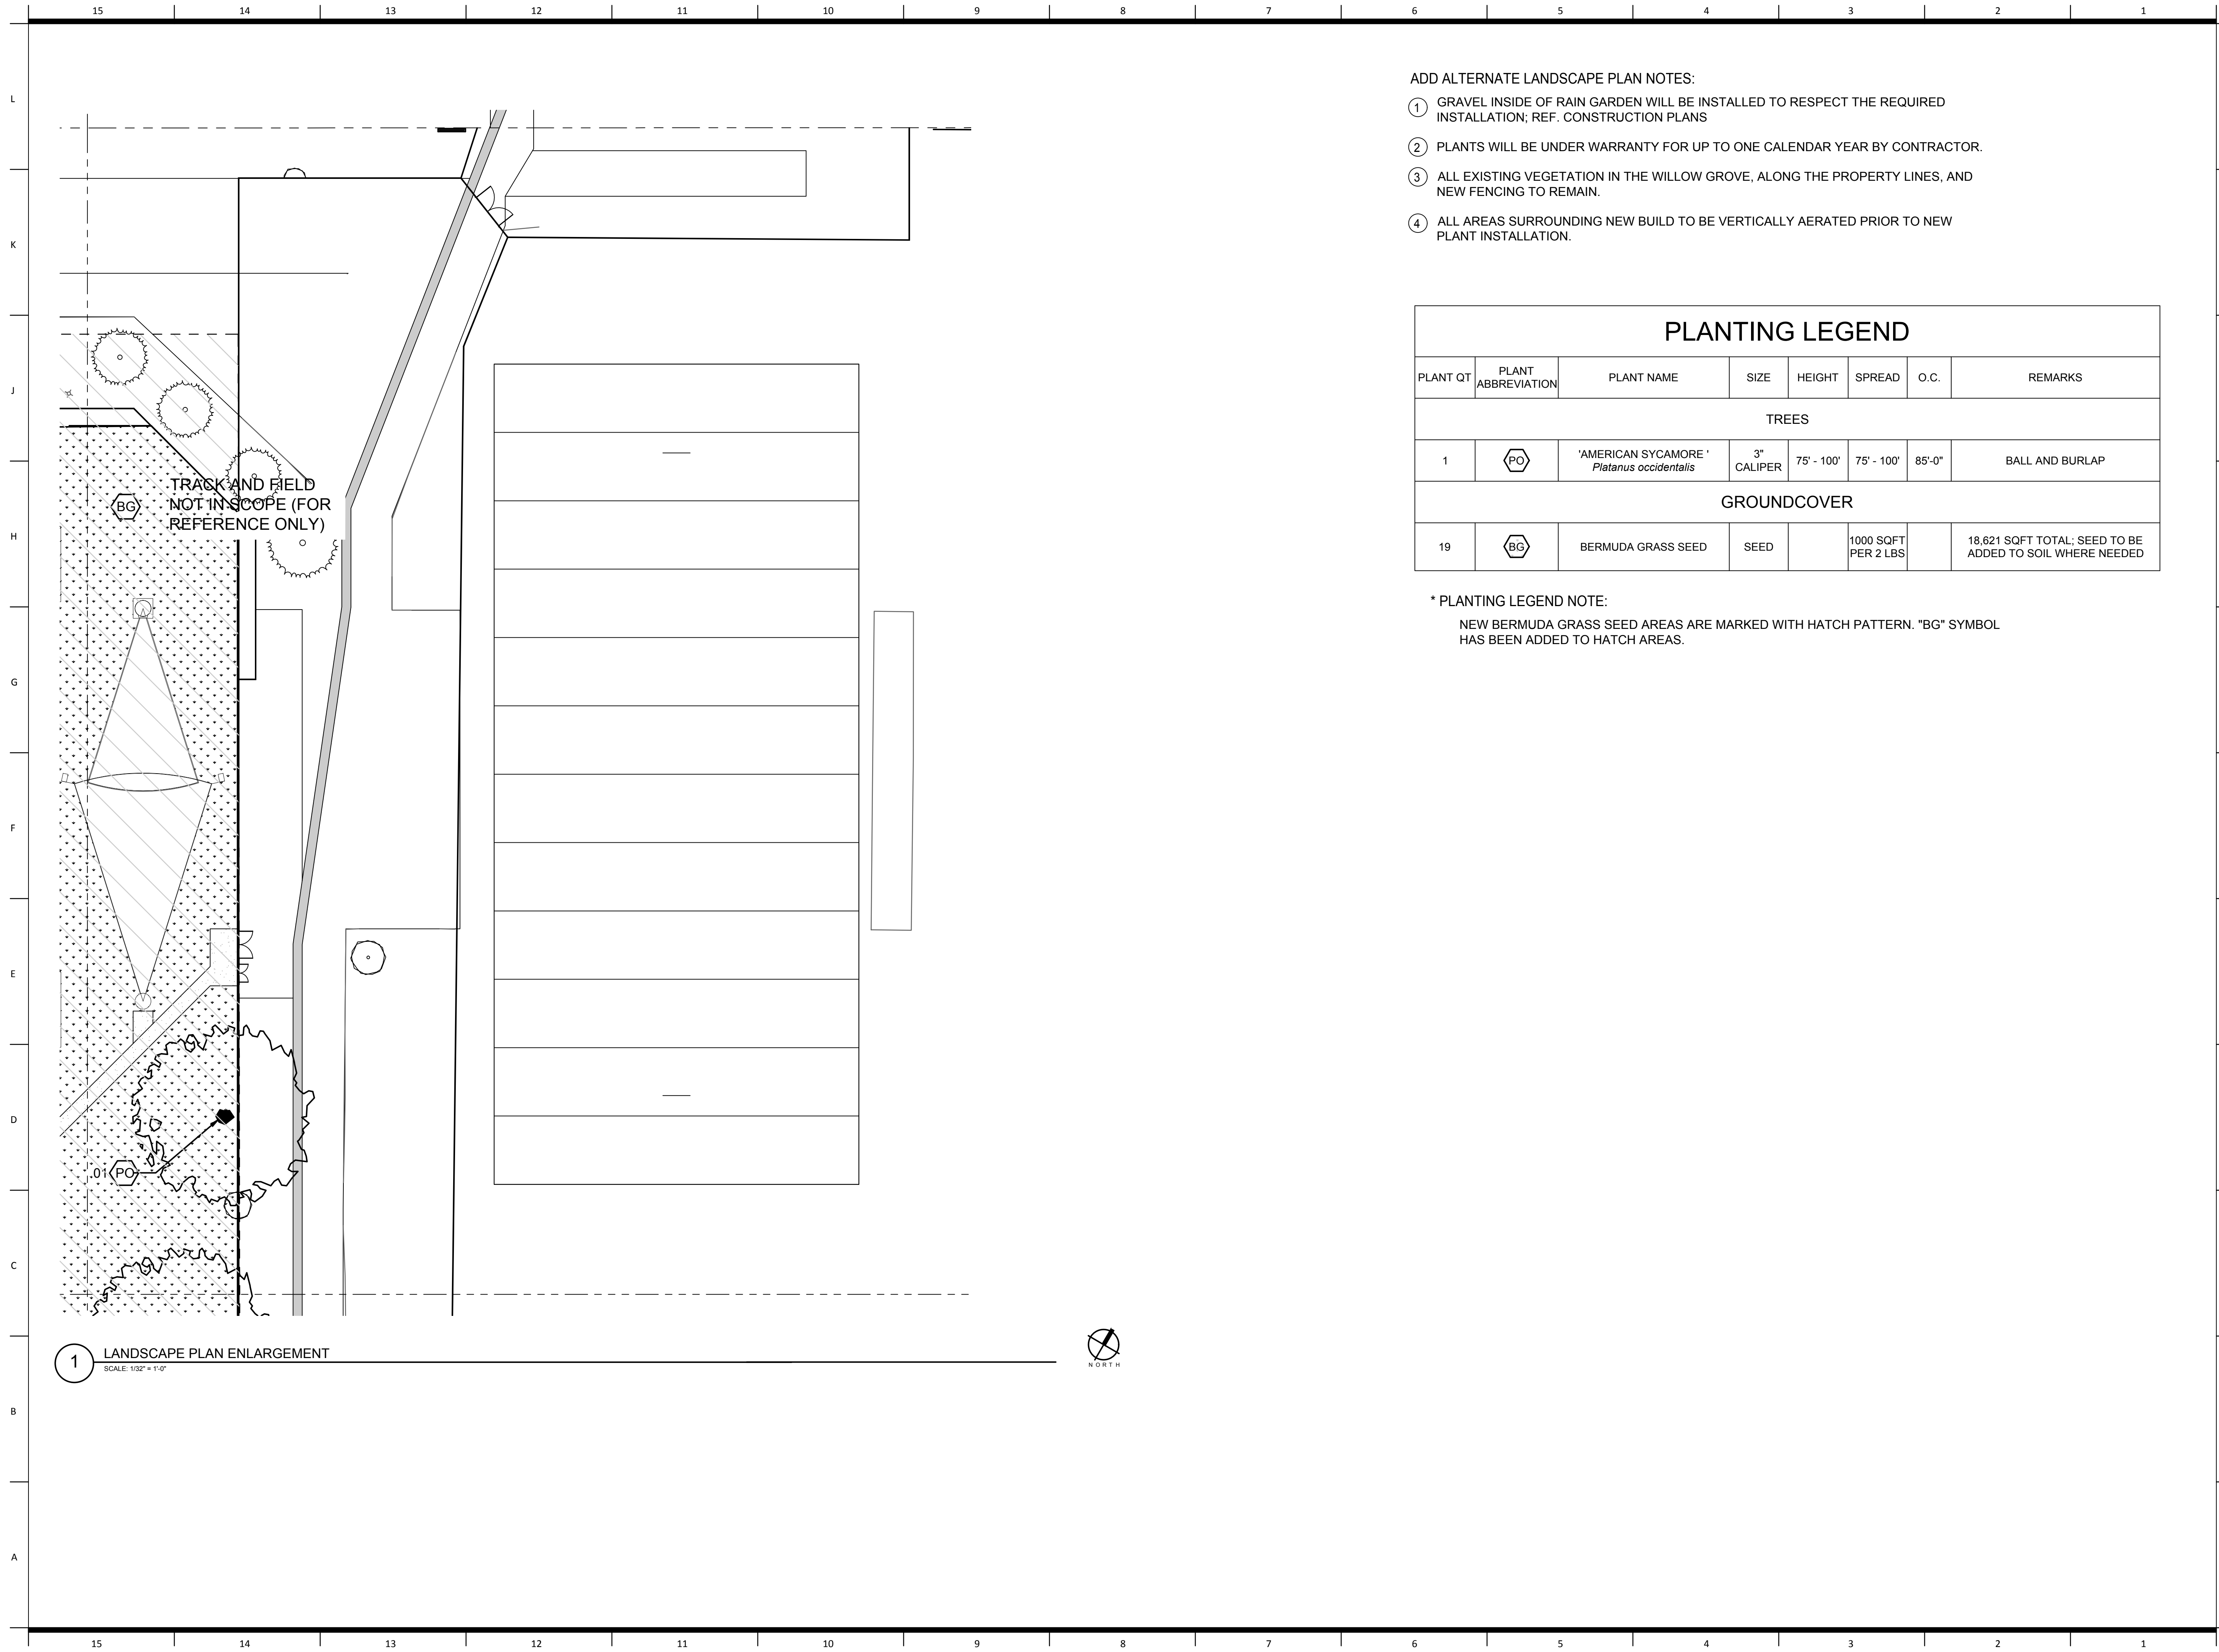 15 14 13 12 11 10 9 8 7 6 5 4 3 2 1
L
K
J
H
G
F
E
D
C
B
A
TRACK AND FIELD
NOT IN SCOPE (FOR
REFERENCE ONLY)
BG
01 PO
1
LANDSCAPE PLAN ENLARGEMENT
SCALE: 1/32" = 1'-0"
NORTH
ADD ALTERNATE LANDSCAPE PLAN NOTES:
1 GRAVEL INSIDE OF RAIN GARDEN WILL BE INSTALLED TO RESPECT THE REQUIRED
INSTALLATION; REF. CONSTRUCTION PLANS
2 PLANTS WILL BE UNDER WARRANTY FOR UP TO ONE CALENDAR YEAR BY CONTRACTOR.
3 ALL EXISTING VEGETATION IN THE WILLOW GROVE, ALONG THE PROPERTY LINES, AND
NEW FENCING TO REMAIN.
4 ALL AREAS SURROUNDING NEW BUILD TO BE VERTICALLY AERATED PRIOR TO NEW
PLANT INSTALLATION.
PLANTING LEGEND
PLANT QT
PLANT
ABBREVIATION
PLANT NAME
SIZE
HEIGHT
SPREAD
O.C.
REMARKS
TREES
1
PO
'AMERICAN SYCAMORE '
Platanus occidentalis
3"
CALIPER
75' - 100'
75' - 100'
85'-0"
BALL AND BURLAP
GROUNDCOVER
19
BG
BERMUDA GRASS SEED
SEED
1000 SQFT
PER 2 LBS
18,621 SQFT TOTAL; SEED TO BE
ADDED TO SOIL WHERE NEEDED
* PLANTING LEGEND NOTE:
NEW BERMUDA GRASS SEED AREAS ARE MARKED WITH HATCH PATTERN. "BG" SYMBOL
HAS BEEN ADDED TO HATCH AREAS.
15 14 13 12 11 10 9 8 7 6 5 4 3 2 1